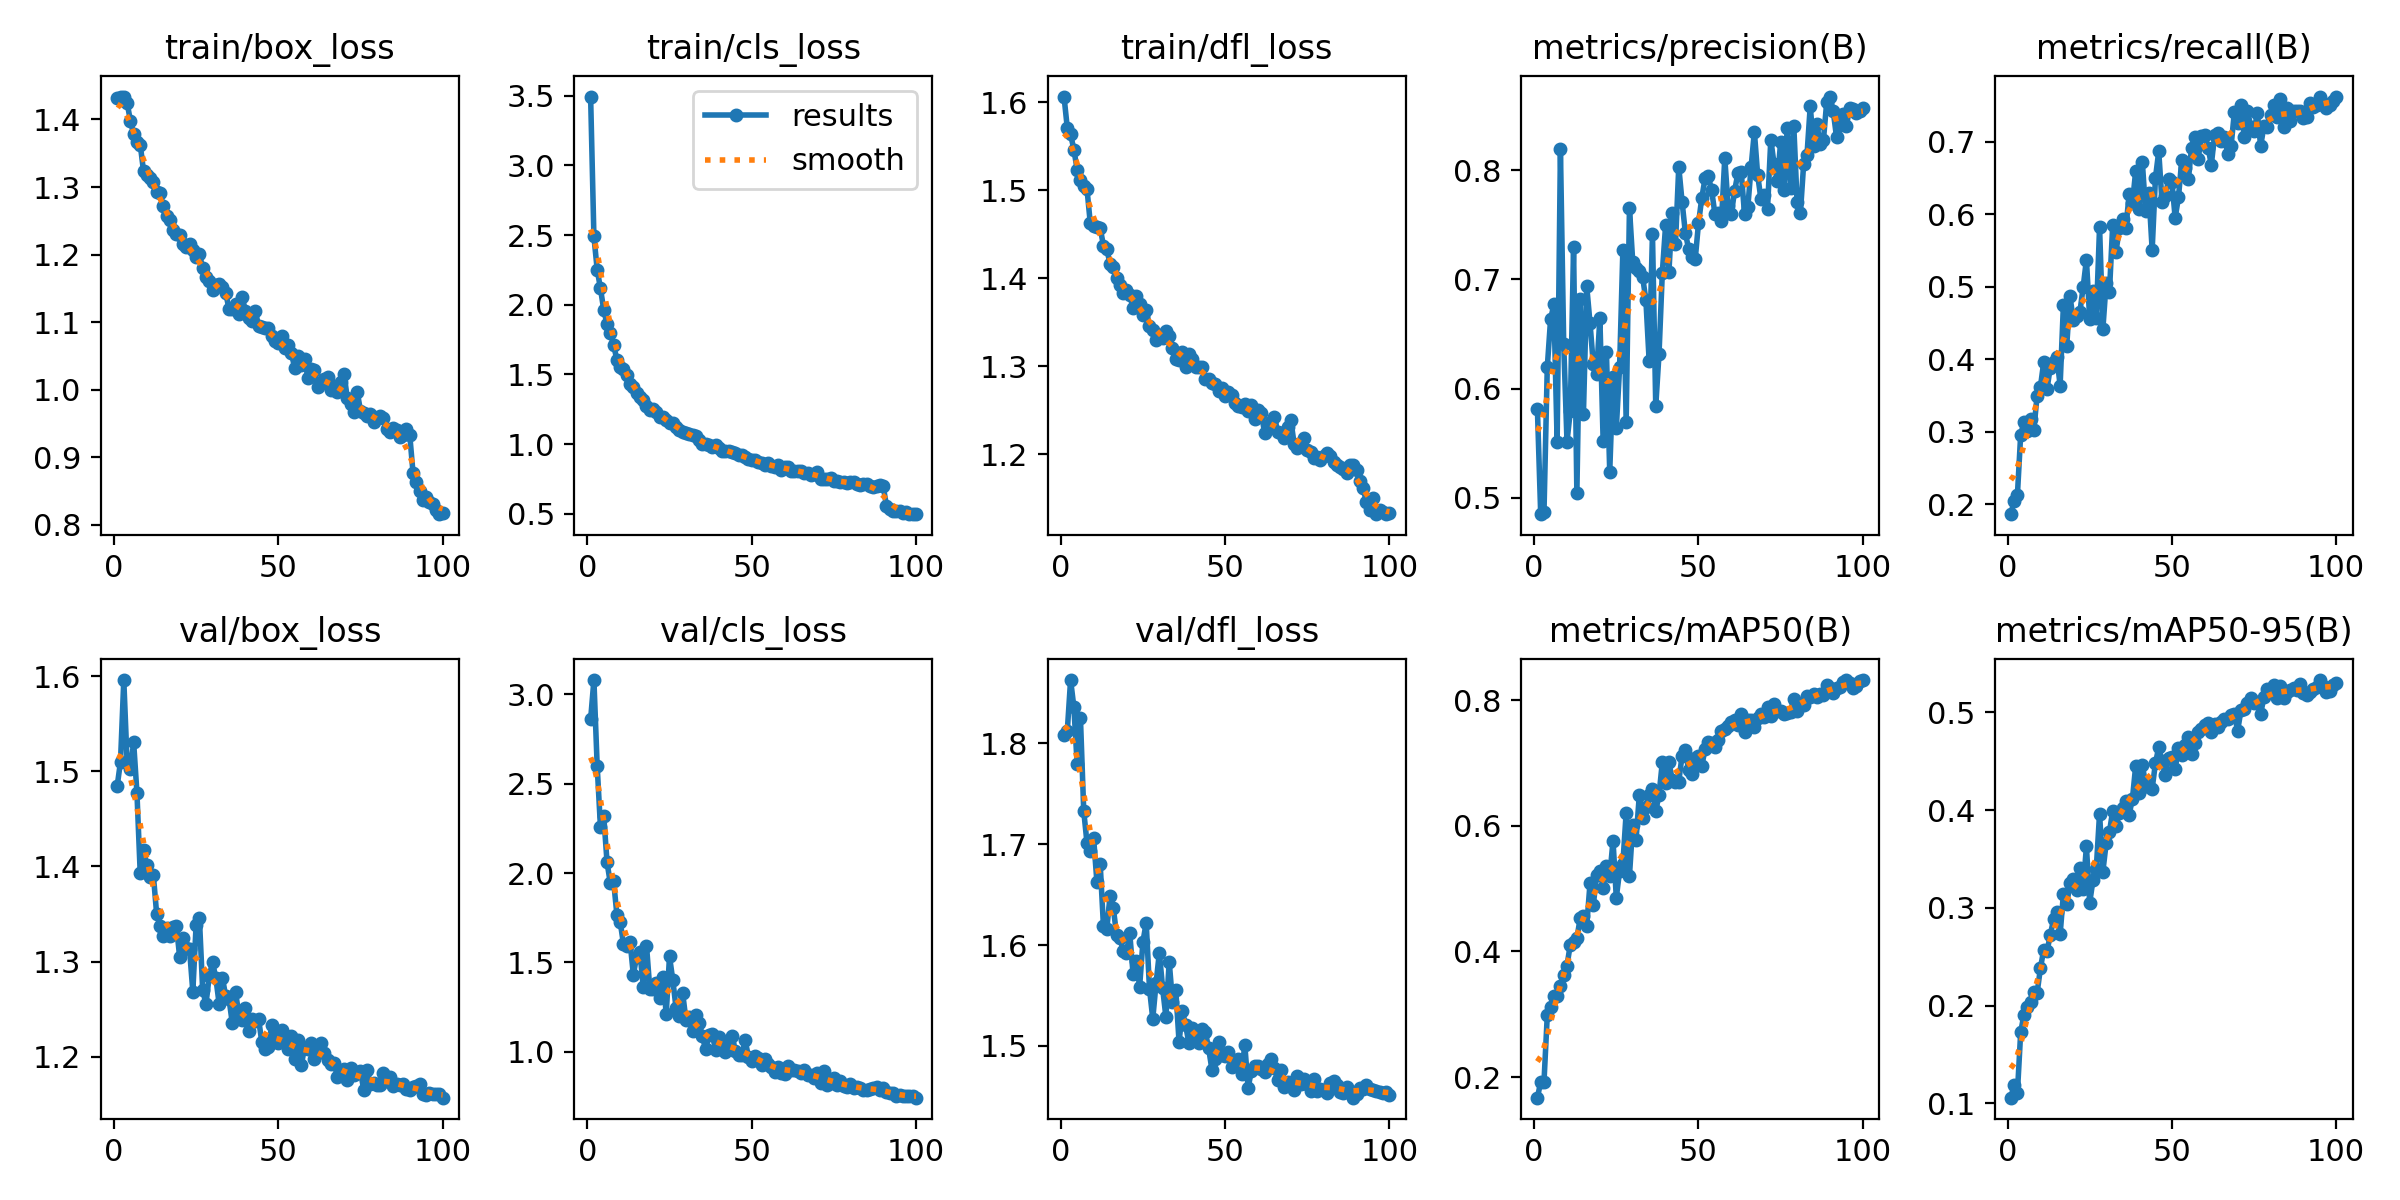 train/box_loss
1.4
1.3
1.2
1.1
1.0
0.9
0.8
0 50 100
train/cls_loss
results
smooth
3.5
3.0
2.5
2.0
1.5
1.0
0.5
0 50 100
train/dfl_loss
1.6
1.5
1.4
1.3
1.2
0 50 100
metrics/precision(B)
0.8
0.7
0.6
0.5
0 50 100
metrics/recall(B)
0.7
0.6
0.5
0.4
0.3
0.2
0 50 100
val/box_loss
1.6
1.5
1.4
1.3
1.2
0 50 100
val/cls_loss
3.0
2.5
2.0
1.5
1.0
0 50 100
val/dfl_loss
1.8
1.7
1.6
1.5
0 50 100
metrics/mAP50(B)
0.8
0.6
0.4
0.2
0 50 100
metrics/mAP50-95(B)
0.5
0.4
0.3
0.2
0.1
0 50 100